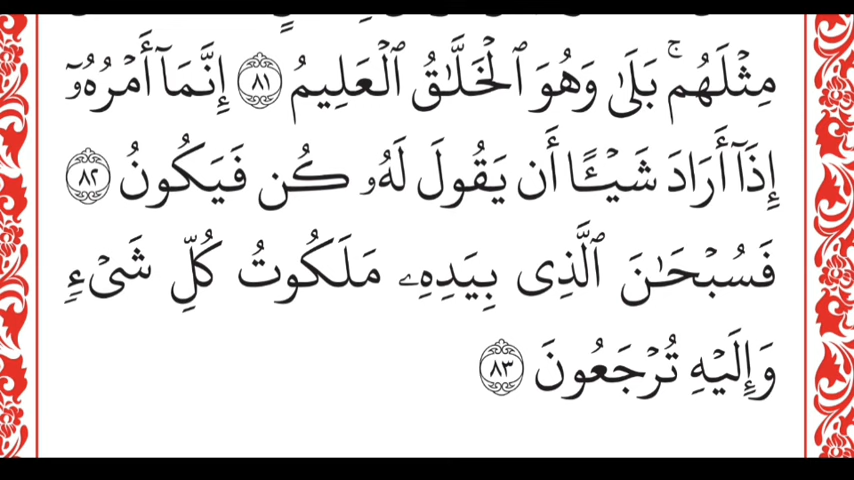 مِثْلَهُم ۚ بَلَىٰ وَهُوَ ٱلْخَلَّـٰقُ ٱلْعَلِيمُ ٨١ إِنَّمَآ أَمْرُهُۥٓ
إِذَآ أَرَادَ شَيْـًٔا أَن يَقُولَ لَهُۥ كُن فَيَكُونُ ٨٢
فَسُبْحَـٰنَ ٱلَّذِى بِيَدِهِۦ مَلَكُوتُ كُلِّ شَىْءٍ
وَإِلَيْهِ تُرْجَعُونَ ٨٣